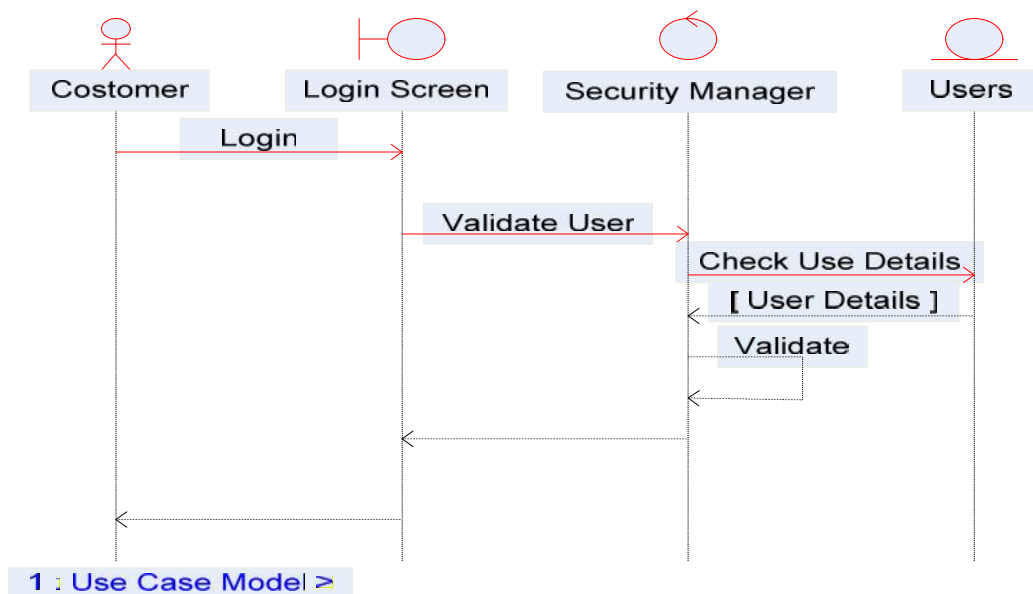 Costomer
Login Screen
Security Manager
Users
Login
Validate User
Check Use Details
[ User Details ]
Validate
1 : Use Case Model >